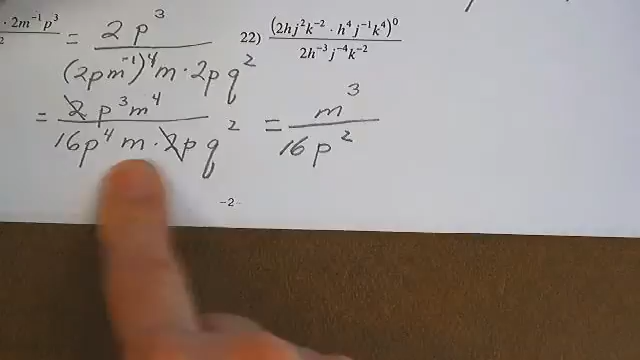 · 2m⁻¹p³ = 2p³ / (2pm⁻¹)⁴m·2pq²
2
= 2p³m⁴ / 16p⁴m·2pq² = m³ / 16p²
22) (2hj²k⁻² · h⁴j⁻¹k⁴)⁰ / 2h⁻³j⁻⁴k⁻²
-2-